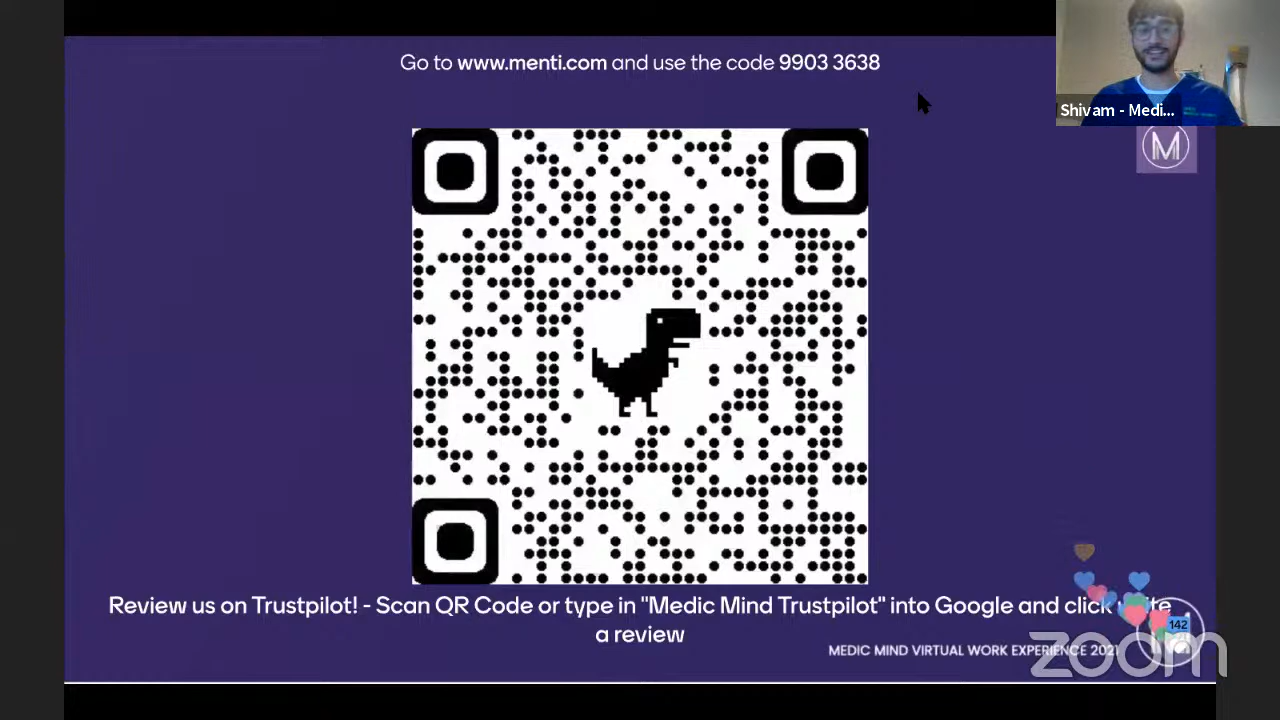 Go to www.menti.com and use the code 9903 3638
Shivam - Medi...
M
Review us on Trustpilot! - Scan QR Code or type in "Medic Mind Trustpilot" into Google and click
a review
142
MEDIC MIND VIRTUAL WORK EXPERIENCE
zoom